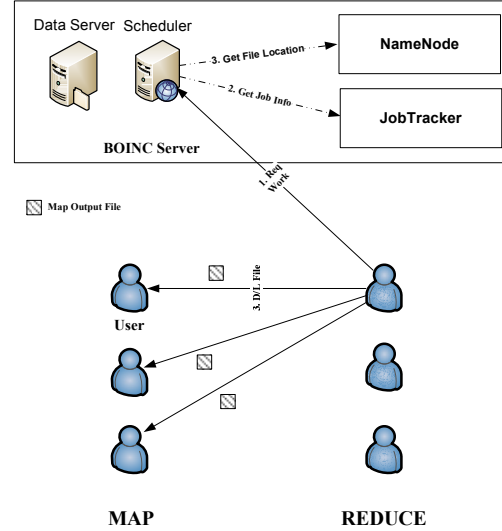 Data Server
Scheduler
3. Get File Location
NameNode
2. Get Job Info
JobTracker
BOINC Server
1. Req
Work
Map Output File
3. D/L File
User
MAP
REDUCE